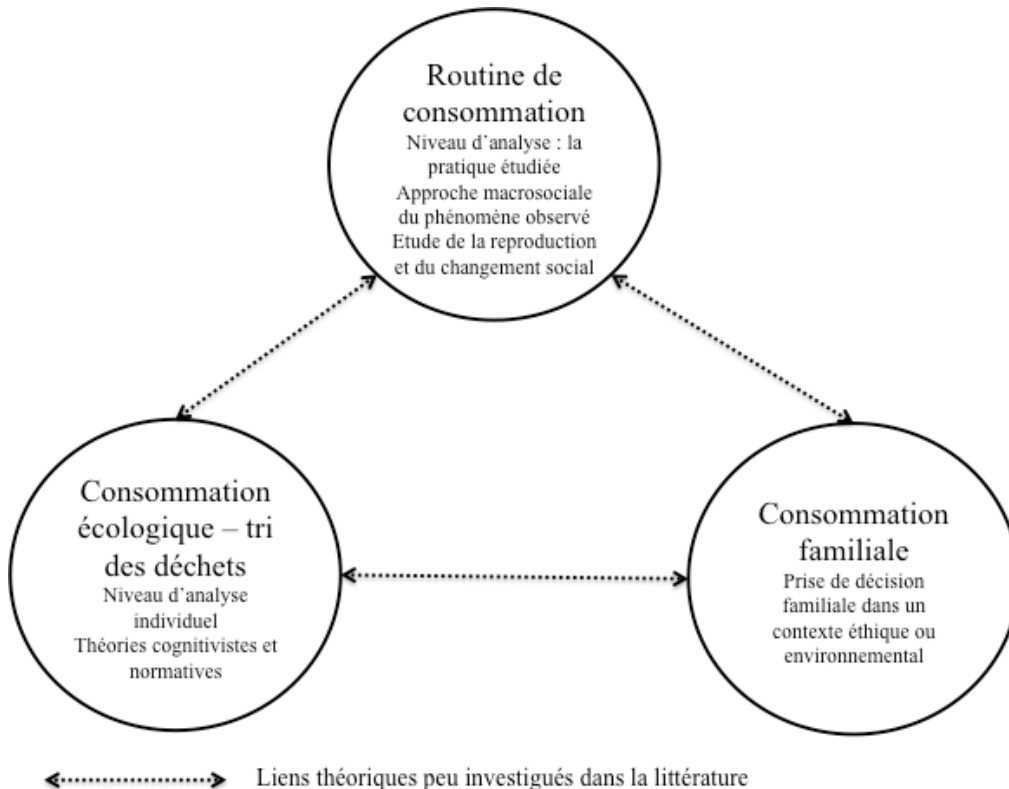 Routine de
consommation
Niveau d’analyse : la
pratique étudiée
Approche macrosociale
du phénomène observé
Etude de la reproduction
et du changement social
Consommation
écologique – tri
des déchets
Niveau d’analyse
individuel
Théories cognitivistes et
normatives
Consommation
familiale
Prise de décision
familiale dans un
contexte éthique ou
environnemental
Liens théoriques peu investigués dans la littérature